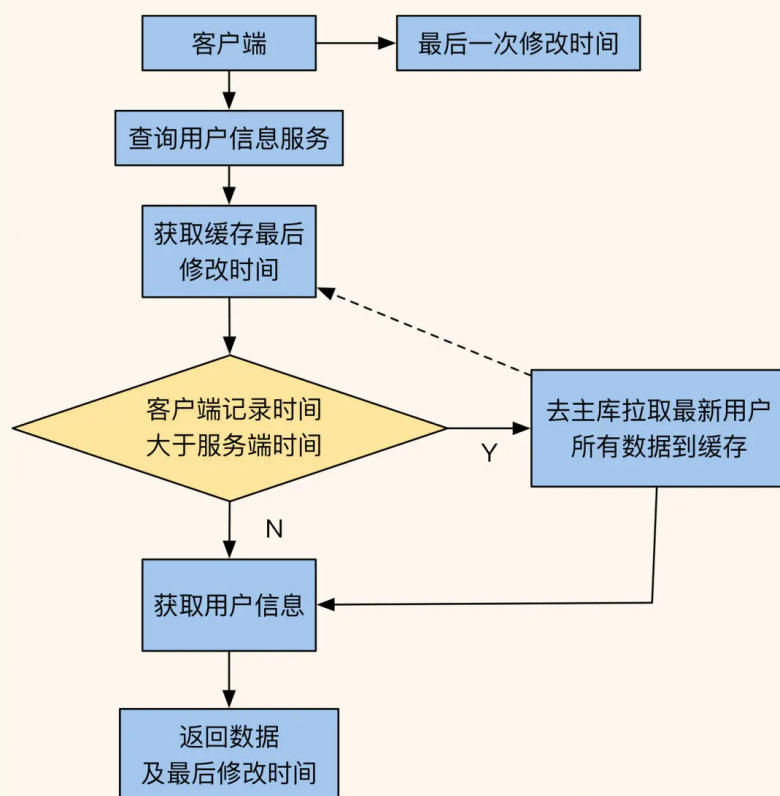 客户端
最后一次修改时间
查询用户信息服务
获取缓存最后
修改时间
客户端记录时间
大于服务端时间
Y
去主库拉取最新用户
所有数据到缓存
N
获取用户信息
返回数据
及最后修改时间